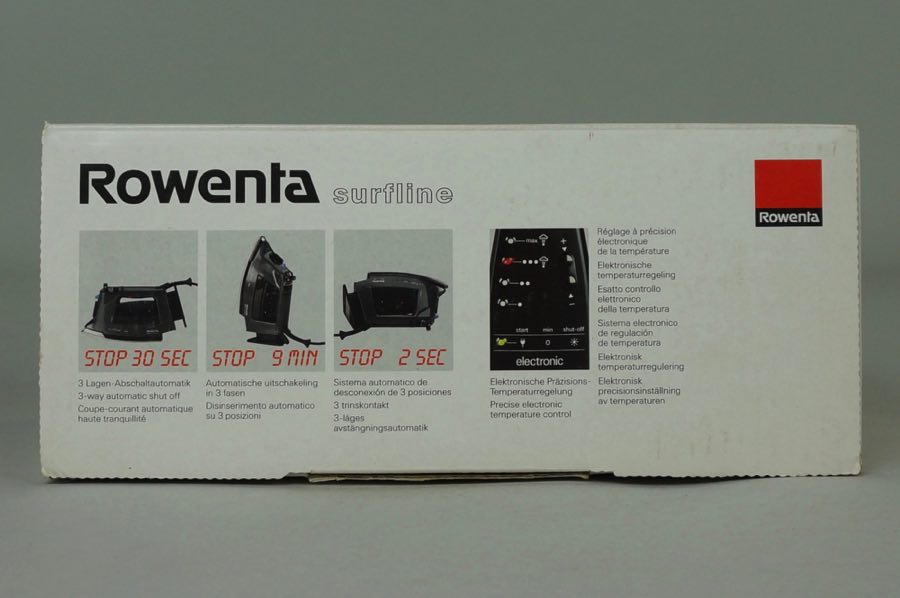 Rowenta surfline
Rowenta
STOP 30 SEC
STOP 9 MIN
STOP 2 SEC
3 Lagen-Abschaltautomatik
3-way automatic shut off
Coupe-courant automatique
haute tranquillité
Automatische uitschakeling
in 3 fasen
Disinserimento automatico
su 3 posizioni
Sistema automatico de
desconexión de 3 posiciones
3 trinskontakt
3-läges
avstängningsautomatik
max
+
–
start min shut-off
0
electronic
Elektronische Präzisions-
Temperaturregelung
Precise electronic
temperature control
Réglage à précision
électronique
de la température
Elektronische
temperaturregeling
Esatto controllo
elettronico
della temperatura
Sistema electronico
de regulación
de temperatura
Elektronisk
temperaturregulering
Elektronisk
precisionsinställning
av temperaturen